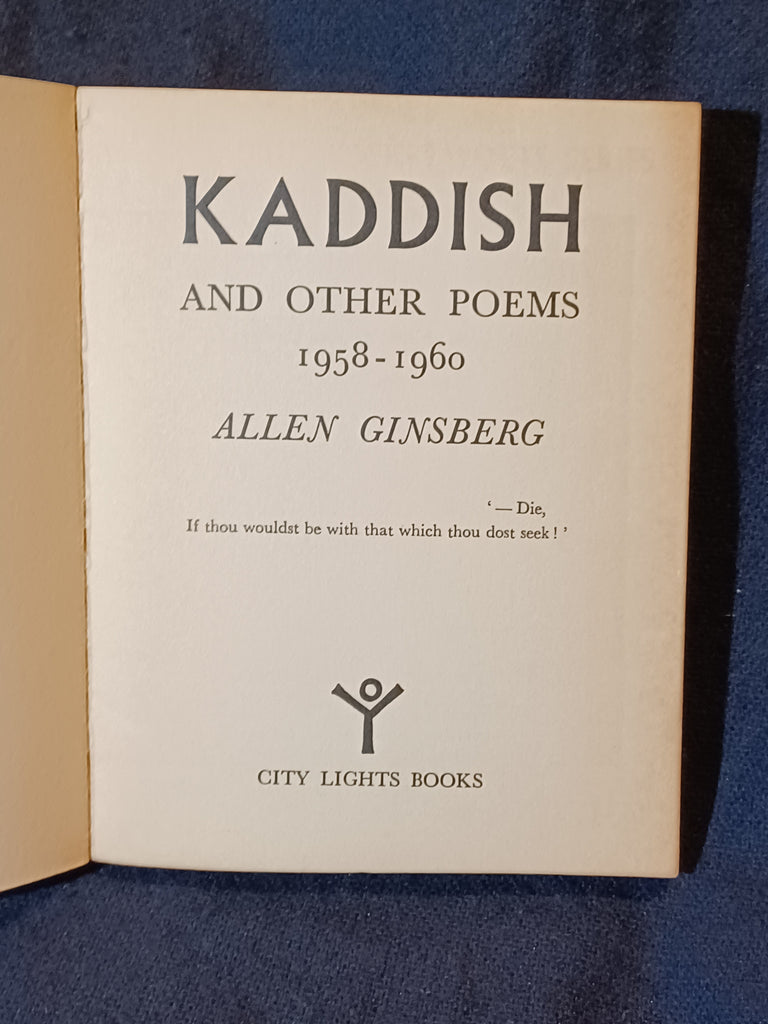 KADDISH
AND OTHER POEMS
1958-1960
ALLEN GINSBERG
‘—Die,
If thou wouldst be with that which thou dost seek!’
CITY LIGHTS BOOKS